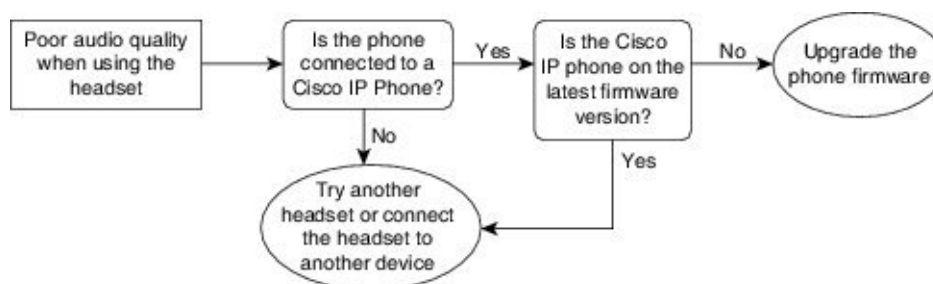 Poor audio quality
when using the
headset
Is the phone
connected to a
Cisco IP Phone?
Yes
Is the Cisco
IP phone on the
latest firmware
version?
No
Upgrade the
phone firmware
No
Yes
Try another
headset or connect
the headset to
another device